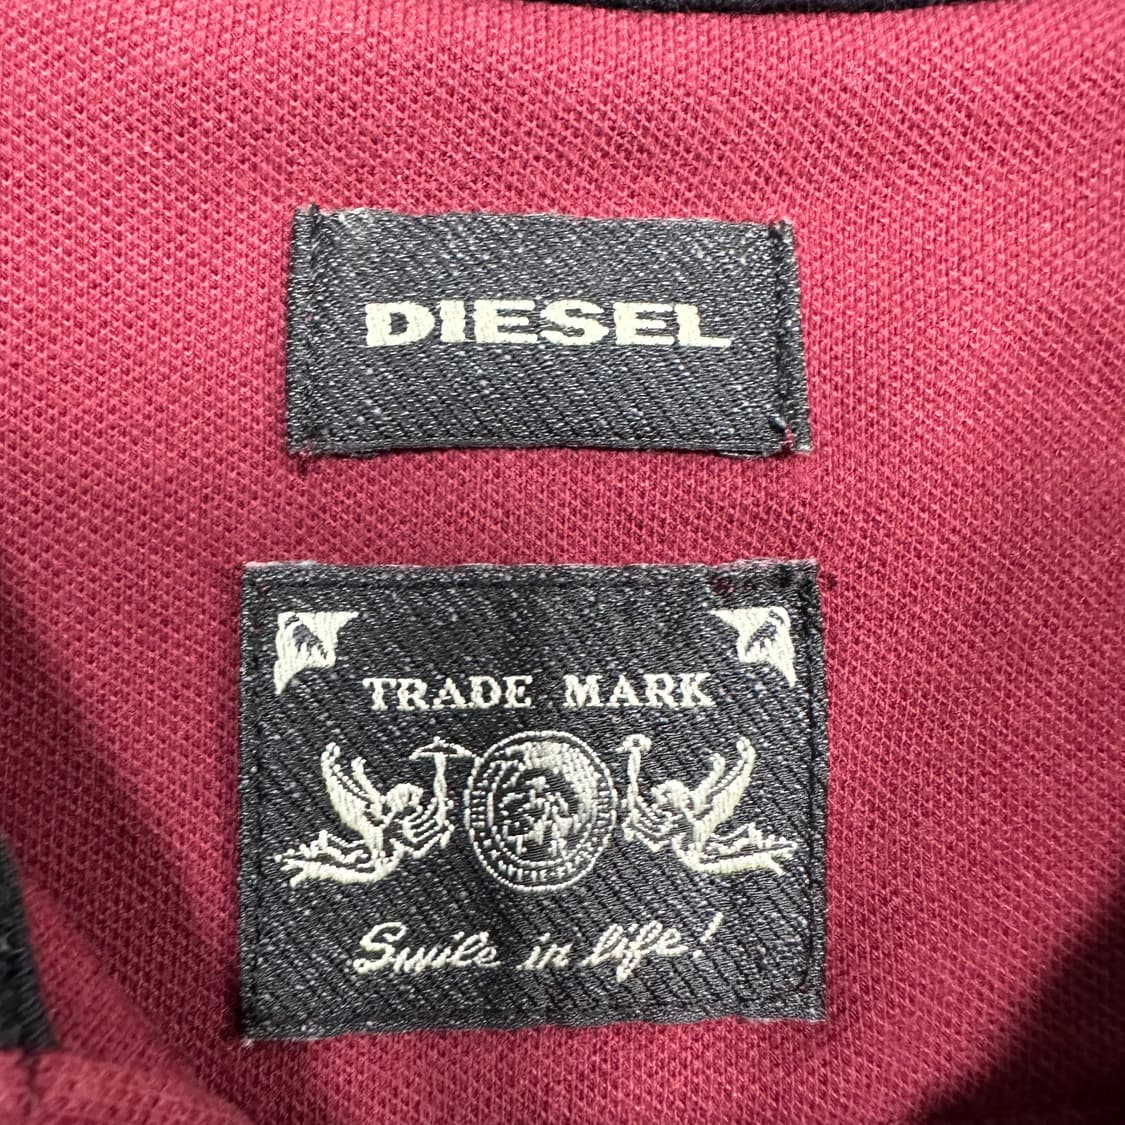 DIESEL
TRADE MARK
Smile in life!